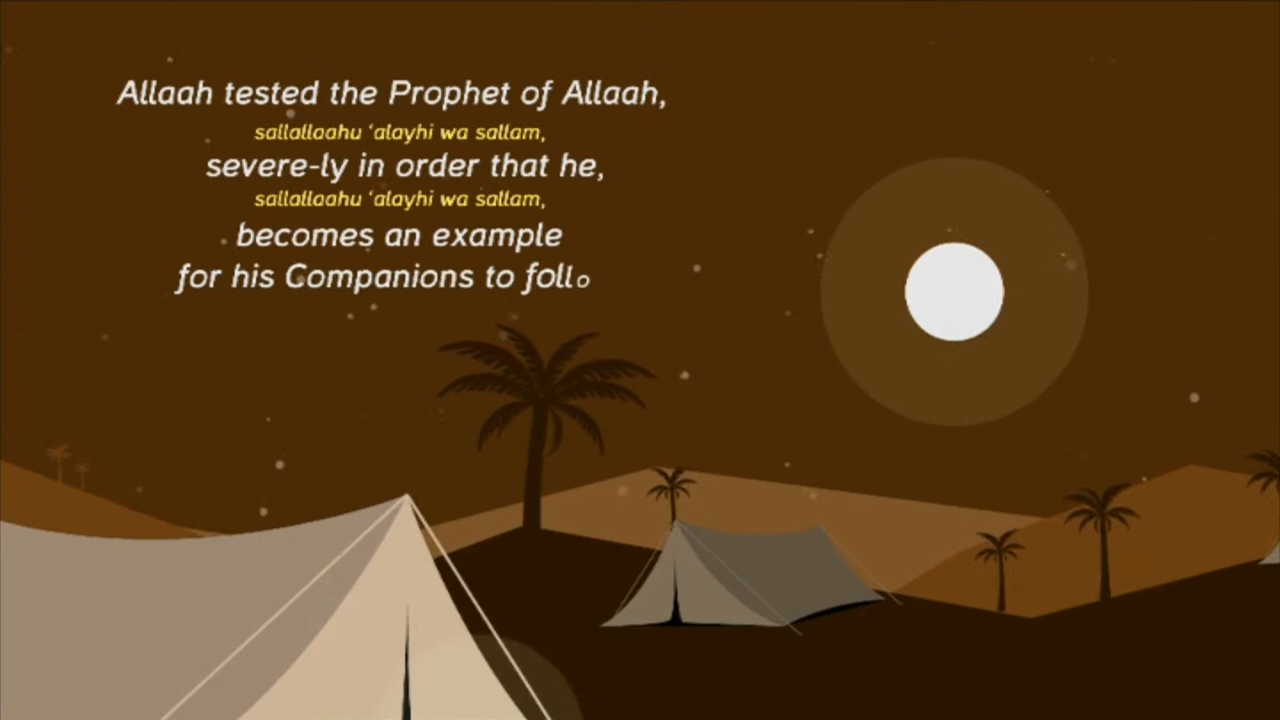 Allaah tested the Prophet of Allaah,
sallallaahu ‘alayhi wa sallam,
severe-ly in order that he,
sallallaahu ‘alayhi wa sallam,
becomes an example
for his Companions to follo